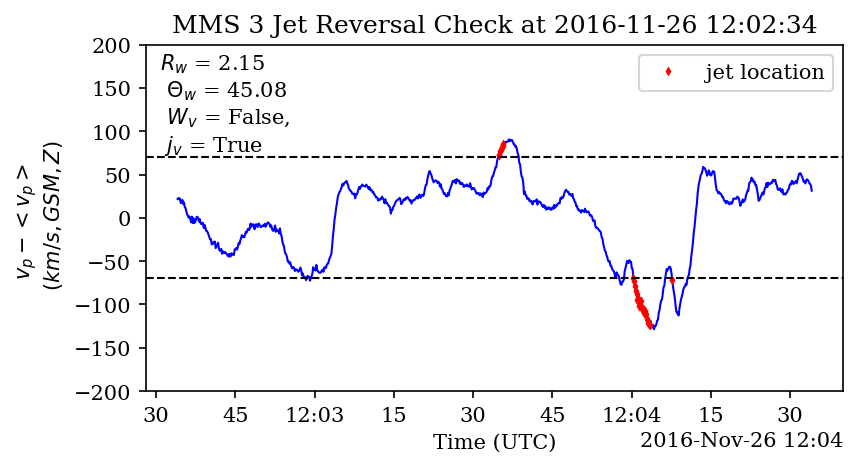 MMS 3 Jet Reversal Check at 2016-11-26 12:02:34
R_w = 2.15
Θ_w = 45.08
W_v = False,
j_v = True
jet location
200
150
100
50
0
−50
−100
−150
−200
v_p − < v_p >
(km/s, GSM, Z)
30 45 12:03 15 30 45 12:04 15 30
Time (UTC)
2016-Nov-26 12:04